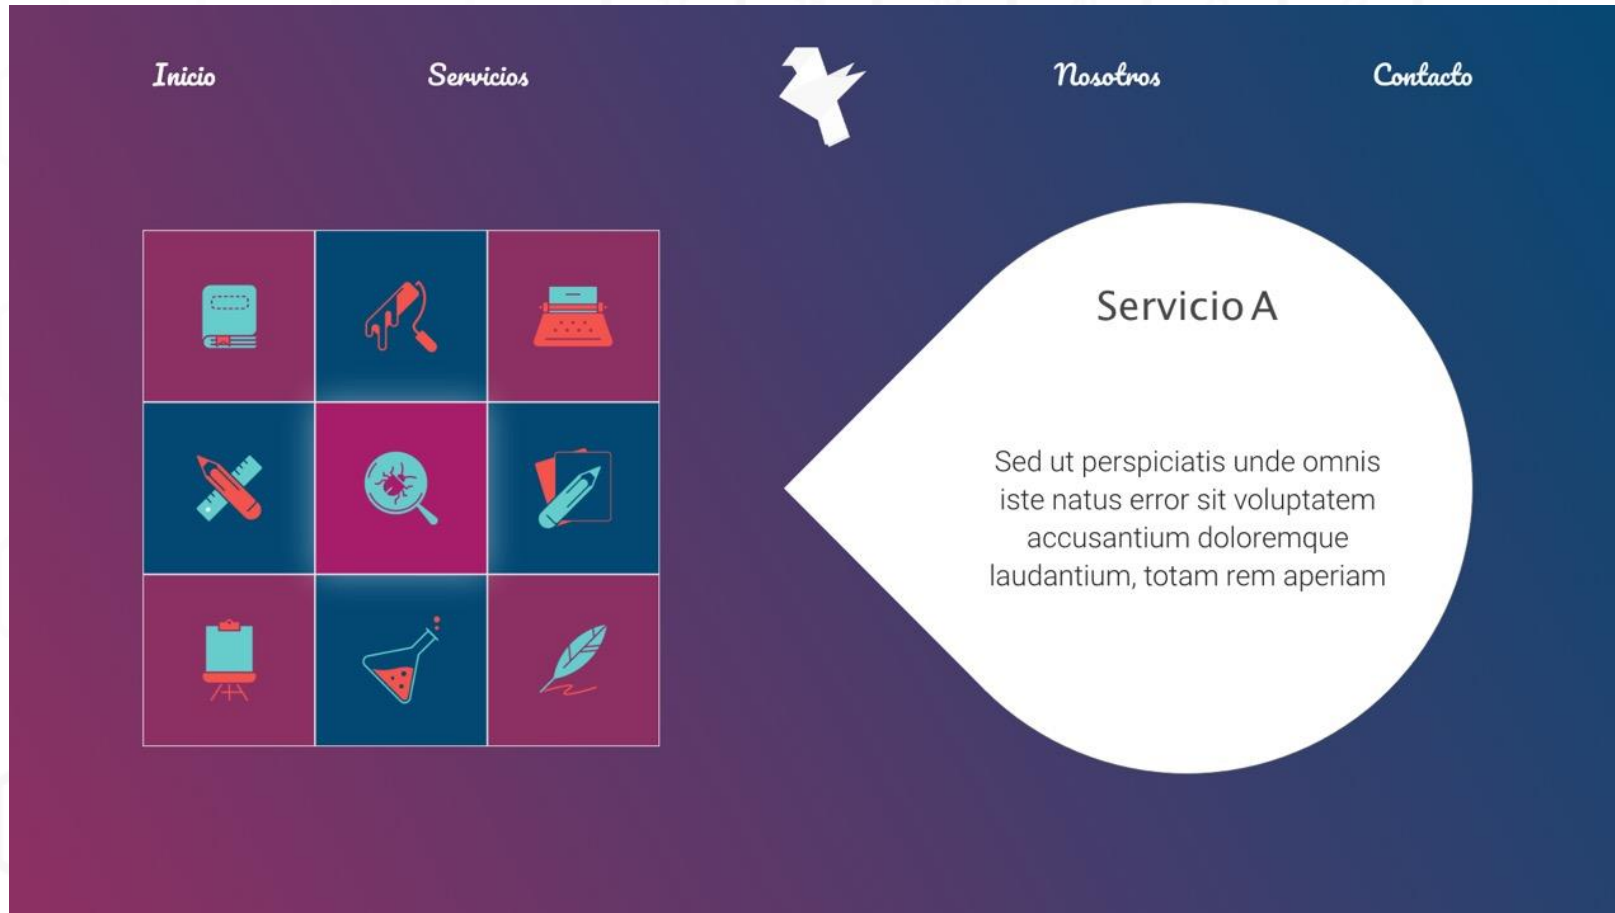 Inicio
Servicios
Nosotros
Contacto
Servicio A
Sed ut perspiciatis unde omnis
iste natus error sit voluptatem
accusantium doloremque
laudantium, totam rem aperiam